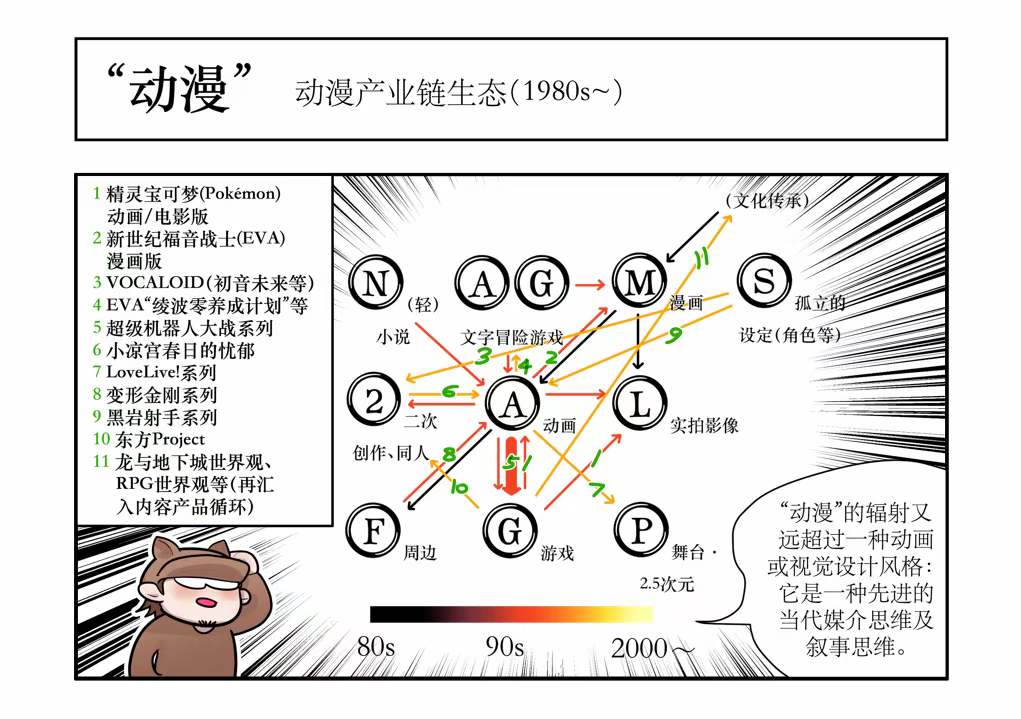 “动漫”
动漫产业链生态(1980s~)
1 精灵宝可梦(Pokémon)
动画/电影版
2 新世纪福音战士(EVA)
漫画版
3 VOCALOID(初音未来等)
4 EVA“绫波零养成计划”等
5 超级机器人大战系列
6 小凉宫春日的忧郁
7 LoveLive!系列
8 变形金刚系列
9 黑岩射手系列
10 东方Project
11 龙与地下城世界观、
RPG世界观等(再汇
入内容产品循环)
(文化传承)
11
N
A
G
M
S
(轻)
小说
文字冒险游戏
漫画
孤立的
设定(角色等)
3
4
2
9
2
6
A
L
二次
创作、同人
动画
实拍影像
8
5
1
1
10
7
F
G
P
周边
游戏
舞台·
2.5次元
80s
90s
2000~
“动漫”的辐射又
远超过一种动画
或视觉设计风格:
它是一种先进的
当代媒介思维及
叙事思维。